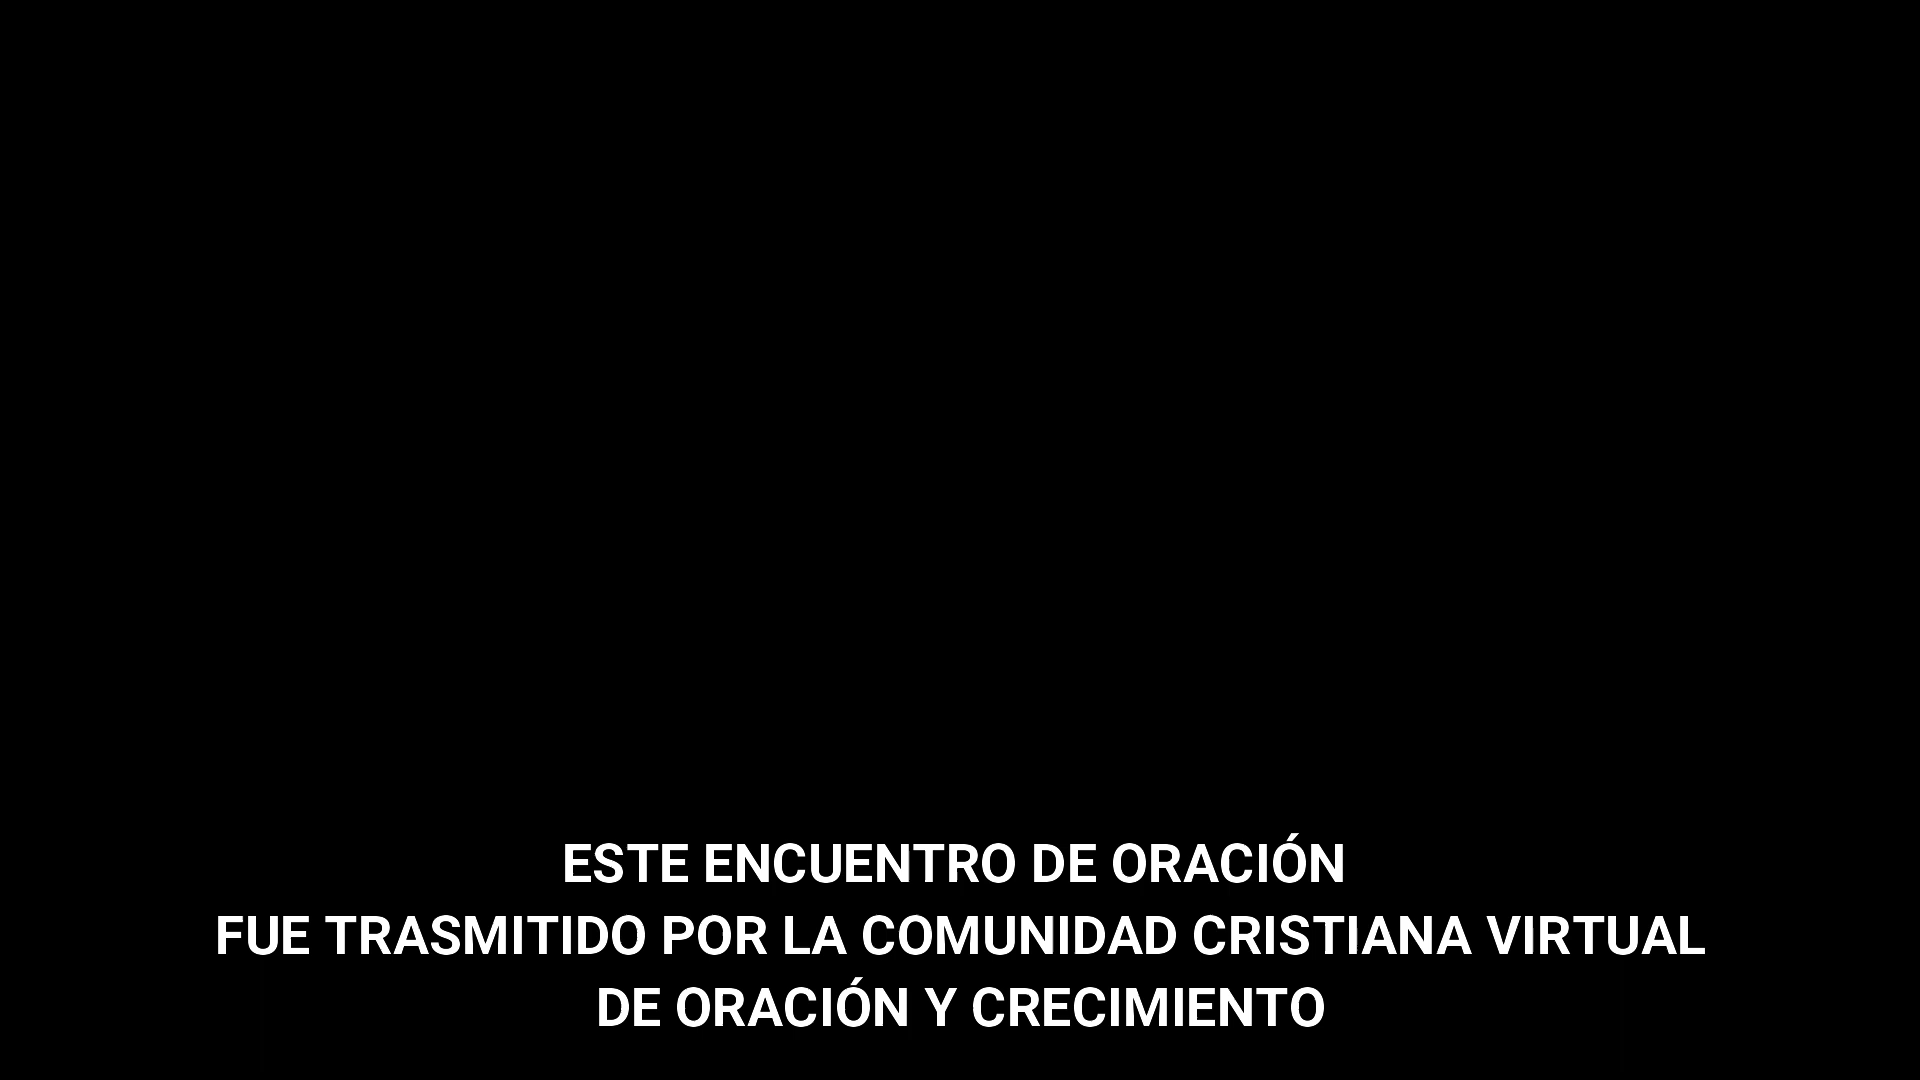 ESTE ENCUENTRO DE ORACIÓN
FUE TRASMITIDO POR LA COMUNIDAD CRISTIANA VIRTUAL
DE ORACIÓN Y CRECIMIENTO